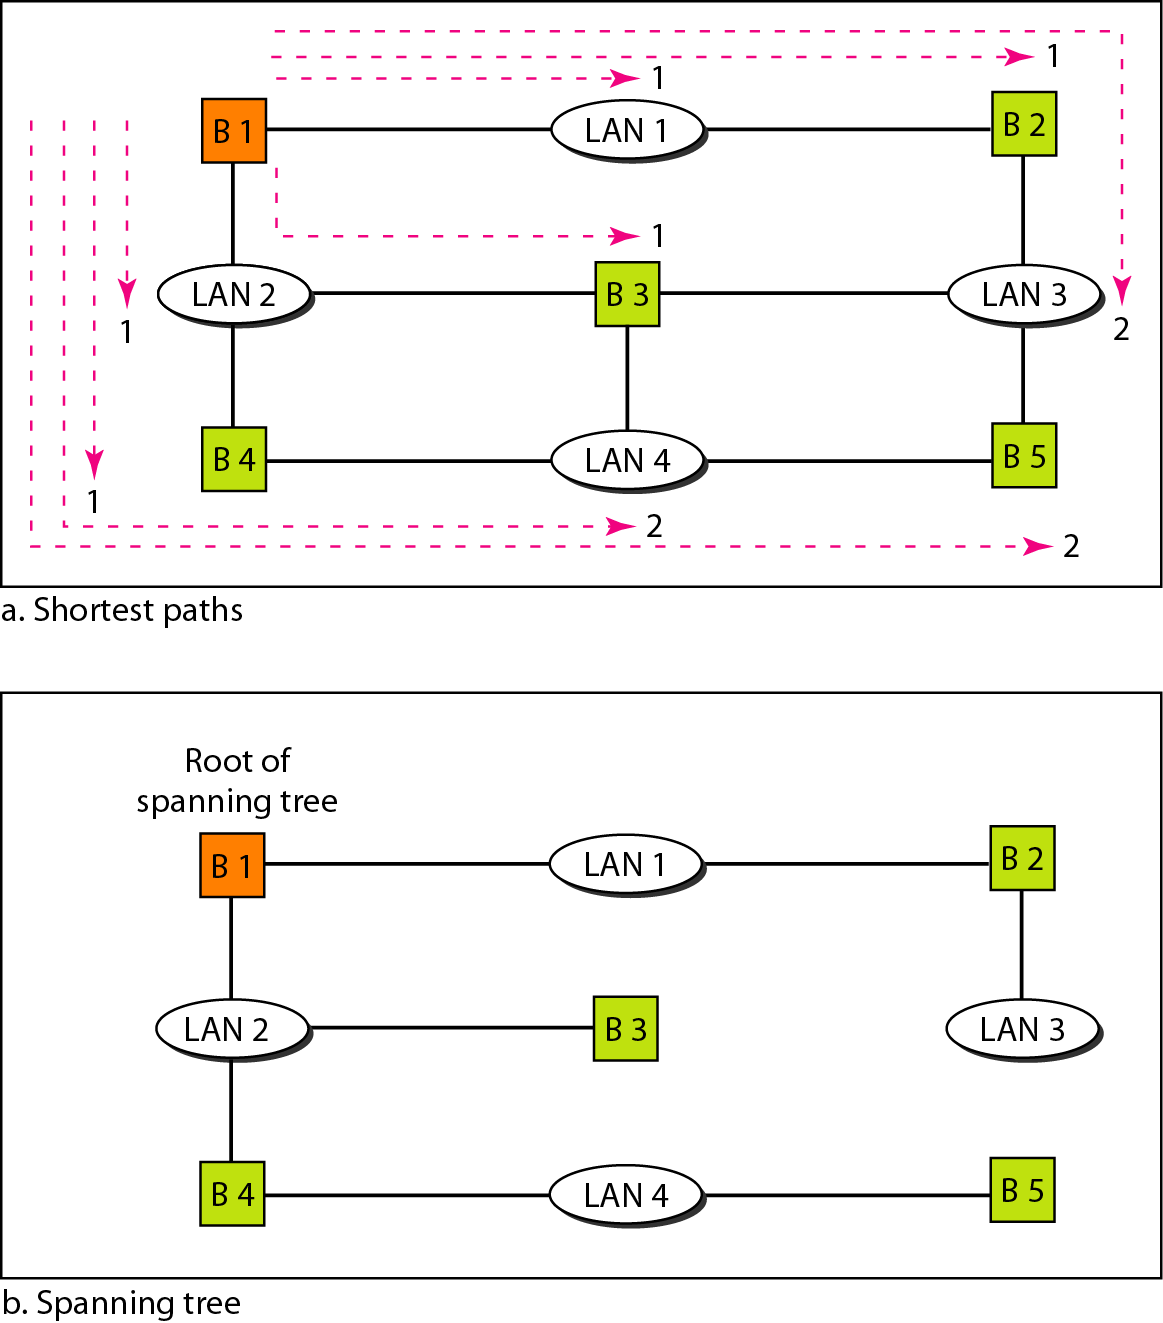 1
1
B 1
LAN 1
B 2
1
LAN 2
B 3
LAN 3
1
2
B 4
LAN 4
B 5
1
2
2
a. Shortest paths
Root of
spanning tree
B 1
LAN 1
B 2
LAN 2
B 3
LAN 3
B 4
LAN 4
B 5
b. Spanning tree